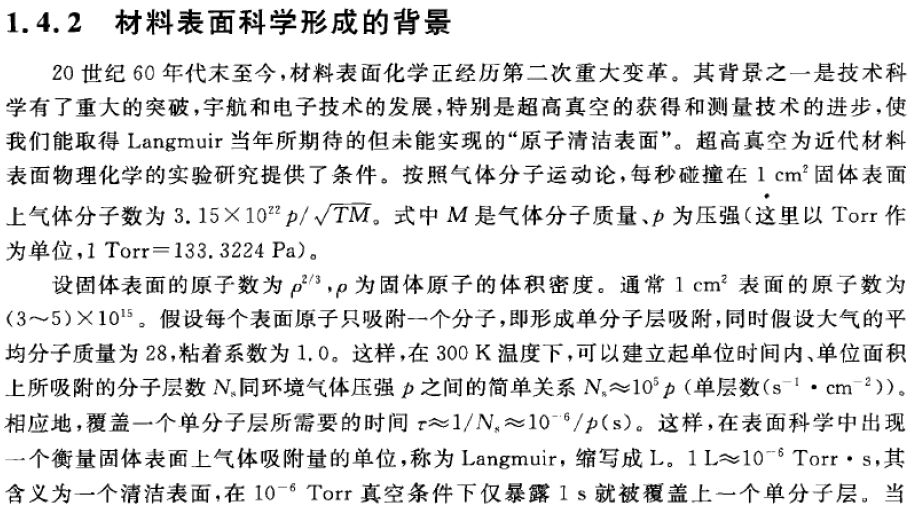 1.4.2 材料表面科学形成的背景
20世纪60年代末至今,材料表面化学正经历第二次重大变革。其背景之一是技术科
学有了重大的突破,宇航和电子技术的发展,特别是超高真空的获得和测量技术的进步,使
我们能取得 Langmuir 当年所期待的但未能实现的“原子清洁表面”。超高真空为近代材料
表面物理化学的实验研究提供了条件。按照气体分子运动论,每秒碰撞在 1 cm²固体表面
上气体分子数为 3.15×10²² p/√TM。式中 M 是气体分子质量、p 为压强(这里以 Torr 作
为单位,1 Torr=133.3224 Pa)。
设固体表面的原子数为 ρ^{2/3},ρ 为固体原子的体积密度。通常 1 cm² 表面的原子数为
(3～5)×10¹⁵。假设每个表面原子只吸附一个分子,即形成单分子层吸附,同时假设大气的平
均分子质量为 28,粘着系数为 1.0。这样,在 300 K 温度下,可以建立起单位时间内、单位面积
上所吸附的分子层数 Nₛ同环境气体压强 p 之间的简单关系 Nₛ≈10⁵p (单层数(s⁻¹·cm⁻²))。
相应地,覆盖一个单分子层所需要的时间 τ≈1/Nₛ≈10⁻⁶/p(s)。这样,在表面科学中出现
一个衡量固体表面上气体吸附量的单位,称为 Langmuir, 缩写成 L。1 L≈10⁻⁶ Torr·s,其
含义为一个清洁表面,在 10⁻⁶ Torr 真空条件下仅暴露 1 s 就被覆盖上一个单分子层。当